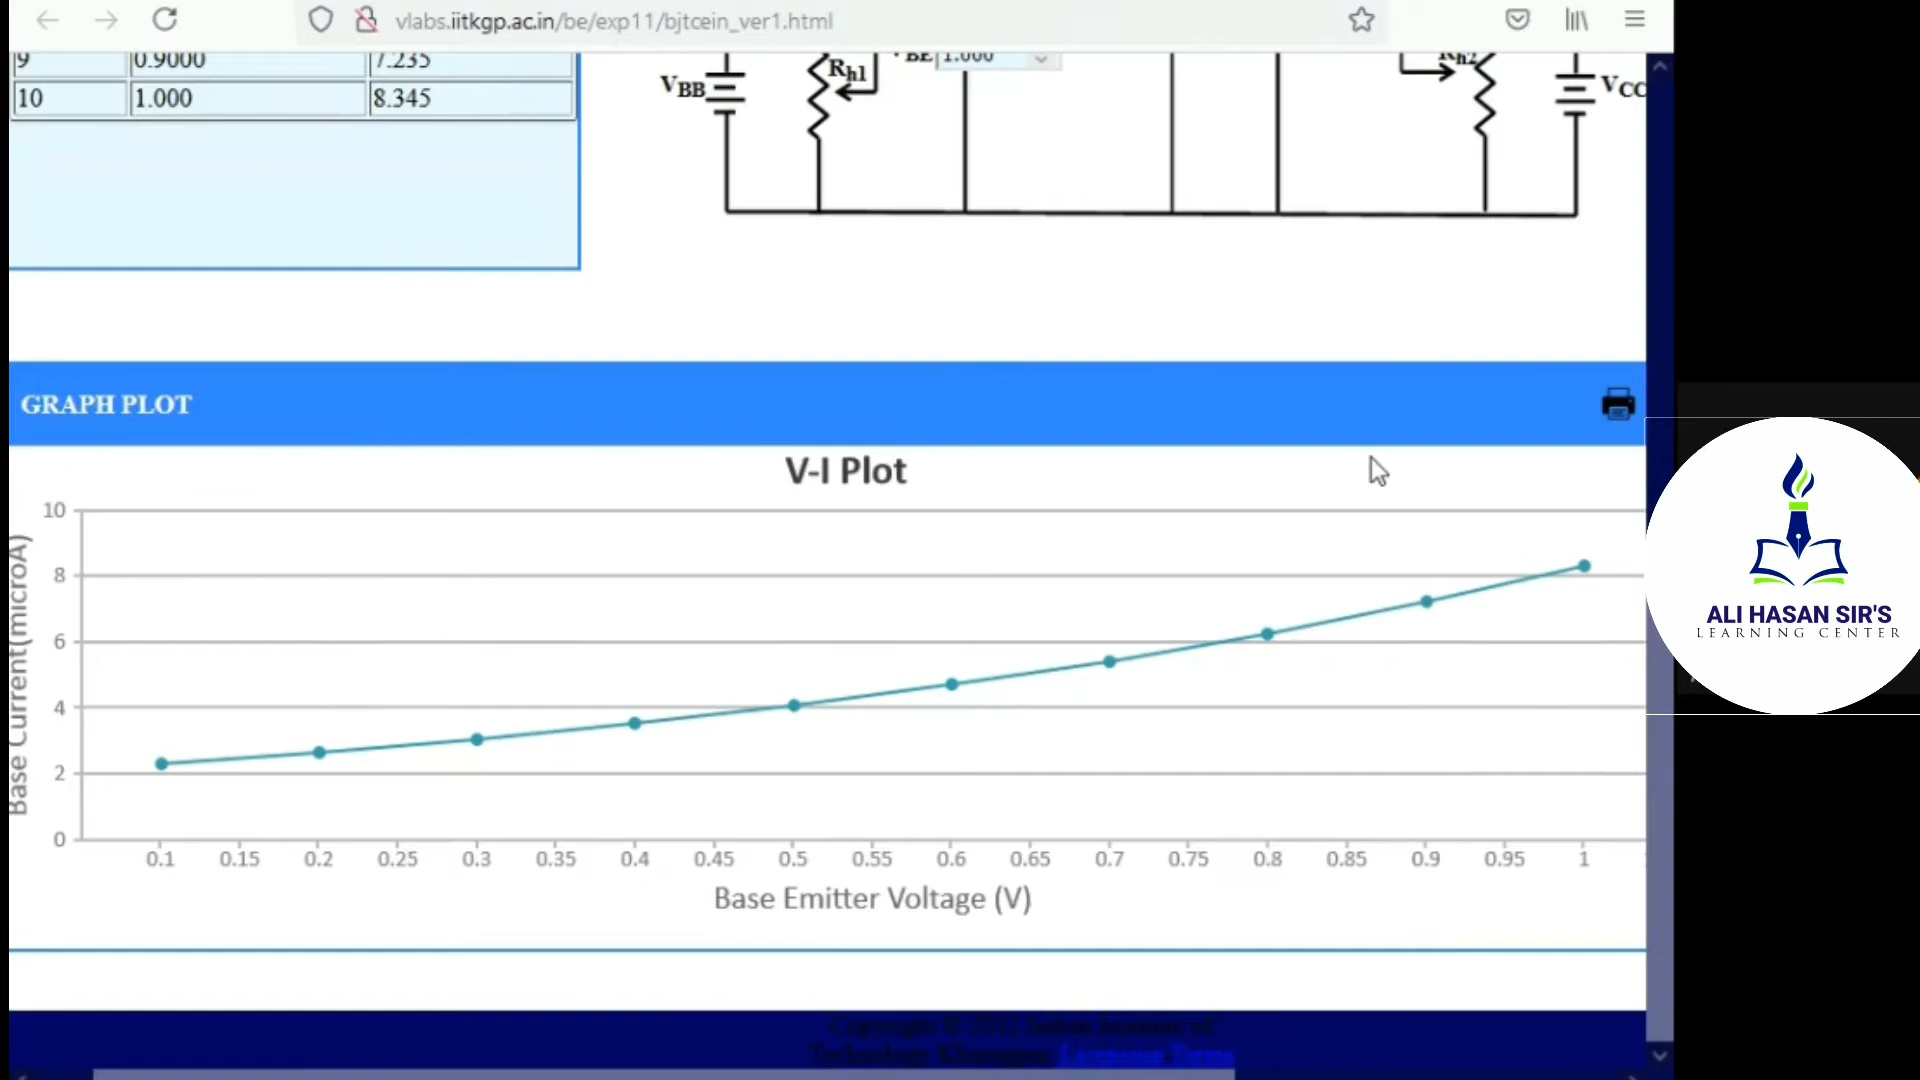 vlabs.iitkgp.ac.in/be/exp11/bjtcein_ver1.html
9 0.9000 7.235
10 1.000 8.345
VBB
Rh1
VBE 1.000
Rh2
VCC
GRAPH PLOT
V-I Plot
Base Current(microA)
10
8
6
4
2
0
0.1 0.15 0.2 0.25 0.3 0.35 0.4 0.45 0.5 0.55 0.6 0.65 0.7 0.75 0.8 0.85 0.9 0.95 1
Base Emitter Voltage (V)
ALI HASAN SIR'S
LEARNING CENTER